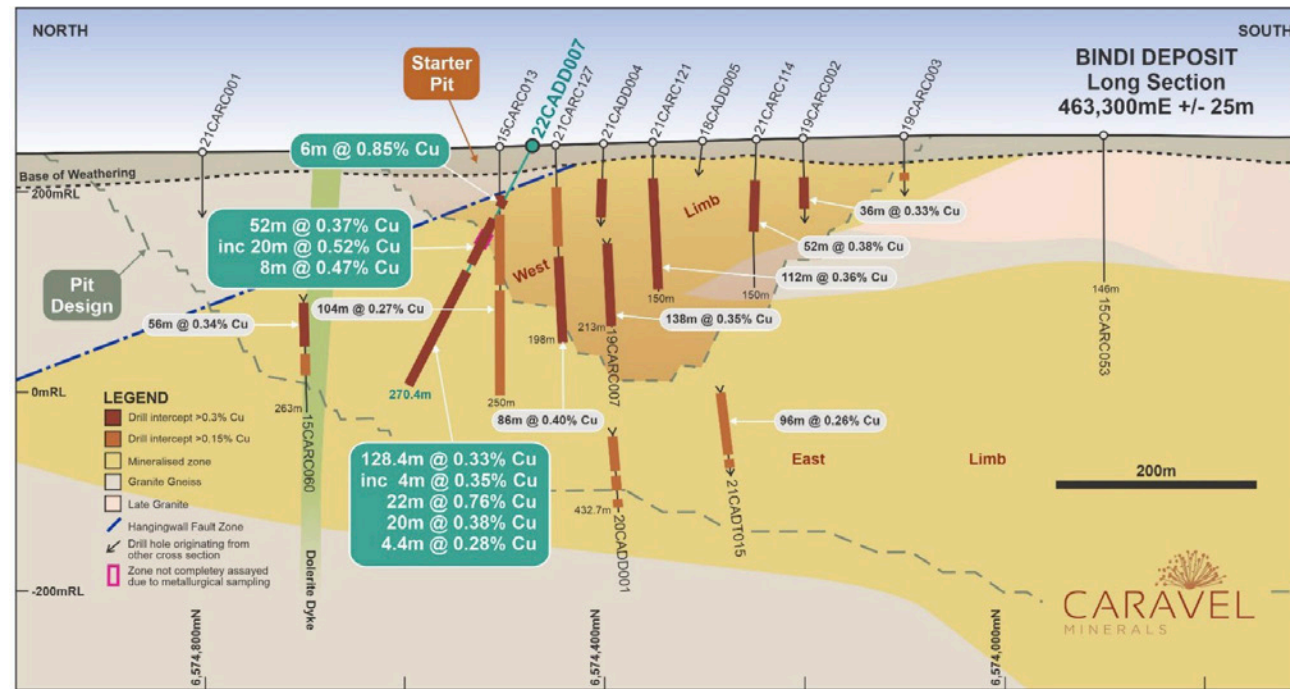 NORTH
SOUTH
BINDI DEPOSIT
Long Section
463,300mE +/- 25m
Starter
Pit
21CARC001
15CARC013
22CADD007
21CARC127
21CADD004
21CARC121
18CADD005
21CARC114
19CARC002
19CARC003
6m @ 0.85% Cu
Base of Weathering
200mRL
52m @ 0.37% Cu
inc 20m @ 0.52% Cu
8m @ 0.47% Cu
Limb
West
36m @ 0.33% Cu
52m @ 0.38% Cu
112m @ 0.36% Cu
Pit
Design
150m
150m
146m
15CARC053
56m @ 0.34% Cu
104m @ 0.27% Cu
138m @ 0.35% Cu
198m
213m
19CARC007
0mRL
270.4m
250m
263m
15CARC060
86m @ 0.40% Cu
96m @ 0.26% Cu
LEGEND
Drill intercept >0.3% Cu
Drill intercept >0.15% Cu
Mineralised zone
Granite Gneiss
Late Granite
Hangingwall Fault Zone
Drill hole originating from
other cross section
Zone not completey assayed
due to metallurgical sampling
128.4m @ 0.33% Cu
inc 4m @ 0.35% Cu
22m @ 0.76% Cu
20m @ 0.38% Cu
4.4m @ 0.28% Cu
East
Limb
200m
432.7m
20CADD001
21CADT015
Dolerite Dyke
-200mRL
CARAVEL
MINERALS
6,574,800mN
6,574,400mN
6,574,000mN